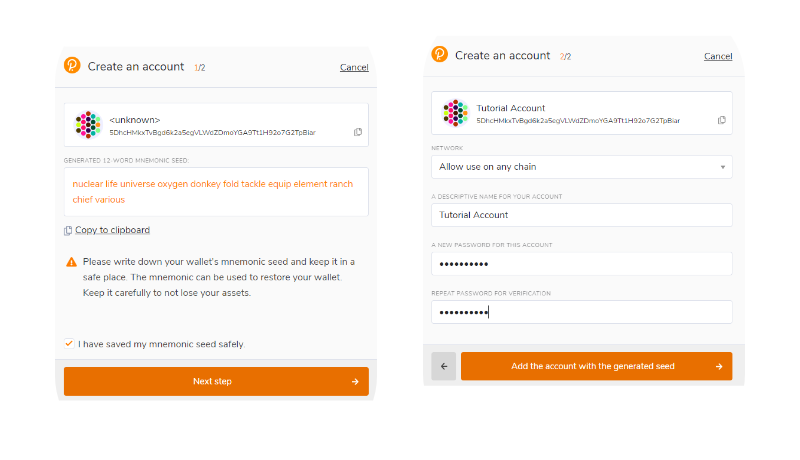 Create an account 1/2
Cancel
<unknown>
5DhcHMkxTvBgd6k2a5egVLWdZDmoYGA9Tt1H92o7G2TpBiar
GENERATED 12-WORD MNEMONIC SEED:
nuclear life universe oxygen donkey fold tackle equip element ranch
chief various
Copy to clipboard
Please write down your wallet's mnemonic seed and keep it in a
safe place. The mnemonic can be used to restore your wallet.
Keep it carefully to not lose your assets.
I have saved my mnemonic seed safely.
Next step
Create an account 2/2
Cancel
Tutorial Account
5DhcHMkxTvBgd6k2a5egVLWdZDmoYGA9Tt1H92o7G2TpBiar
NETWORK:
Allow use on any chain
A DESCRIPTIVE NAME FOR YOUR ACCOUNT
Tutorial Account
A NEW PASSWORD FOR THIS ACCOUNT
••••••••••
REPEAT PASSWORD FOR VERIFICATION
••••••••••
Add the account with the generated seed